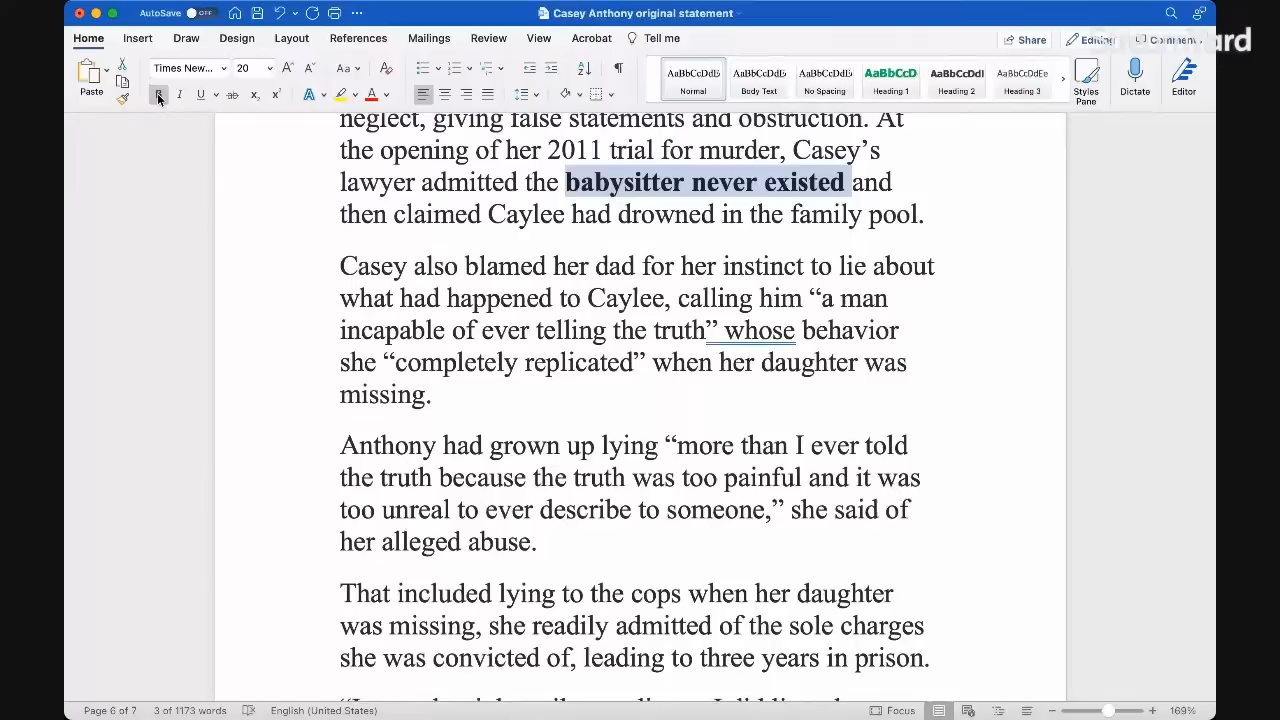 AutoSave OFF
Casey Anthony original statement
Home Insert Draw Design Layout References Mailings Review View Acrobat Tell me
Share Editing Comments
Paste
Times New... 20
AaBbCcDdEe AaBbCcDdEe AaBbCcDdEe AaBbCcD AaBbCcDdI AaBbCcDdEe
Normal Body Text No Spacing Heading 1 Heading 2 Heading 3
Styles Pane
Dictate
Editor
neglect, giving false statements and obstruction. At
the opening of her 2011 trial for murder, Casey’s
lawyer admitted the babysitter never existed and
then claimed Caylee had drowned in the family pool.
Casey also blamed her dad for her instinct to lie about
what had happened to Caylee, calling him “a man
incapable of ever telling the truth” whose behavior
she “completely replicated” when her daughter was
missing.
Anthony had grown up lying “more than I ever told
the truth because the truth was too painful and it was
too unreal to ever describe to someone,” she said of
her alleged abuse.
That included lying to the cops when her daughter
was missing, she readily admitted of the sole charges
she was convicted of, leading to three years in prison.
Page 6 of 7 3 of 1173 words English (United States) Focus 169%